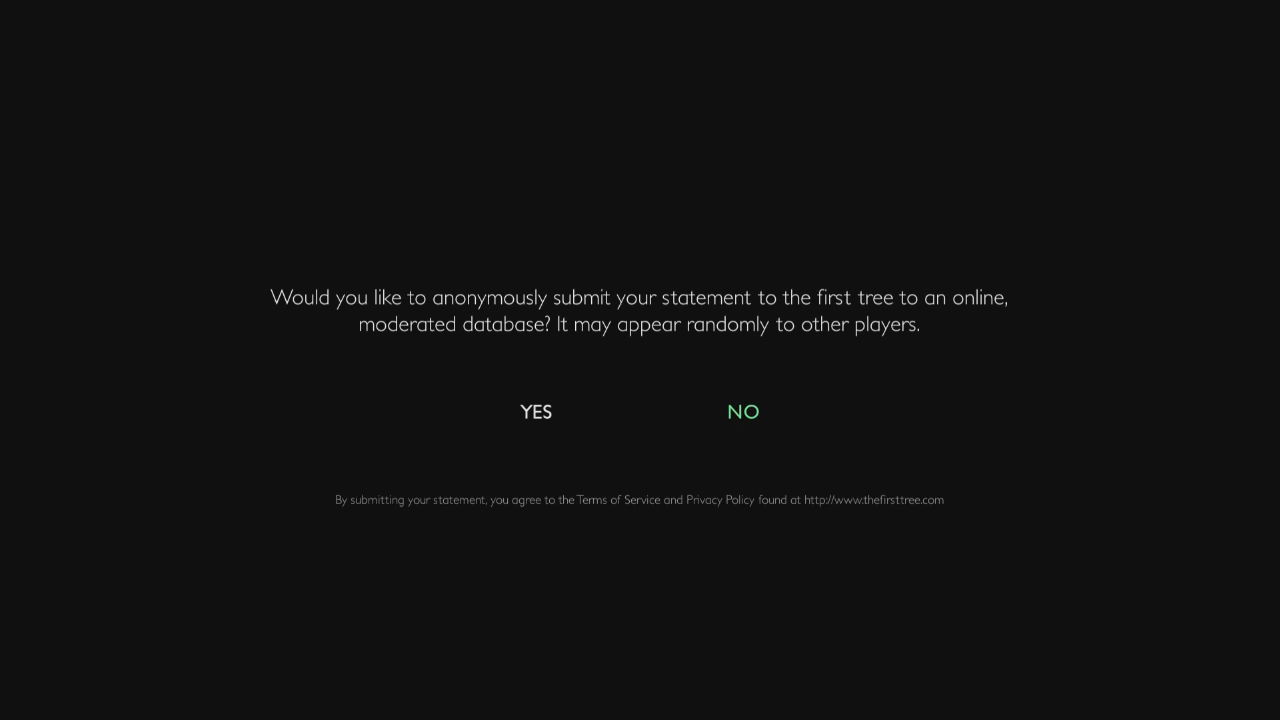 Would you like to anonymously submit your statement to the first tree to an online,
moderated database? It may appear randomly to other players.
YES NO
By submitting your statement, you agree to the Terms of Service and Privacy Policy found at http://www.thefirsttree.com